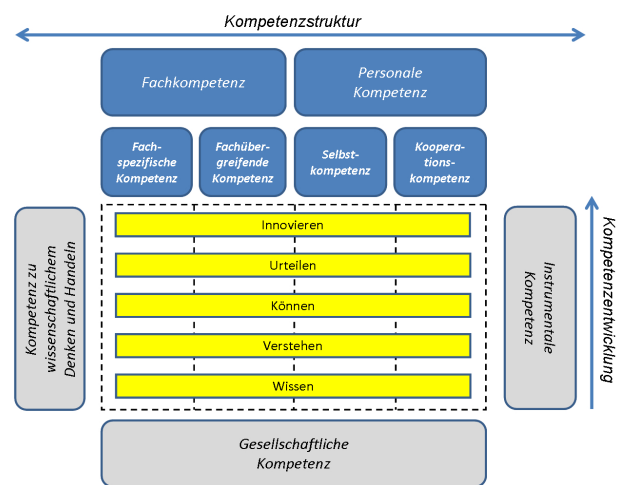 Kompetenzstruktur
Fachkompetenz
Personale
Kompetenz
Fach-
spezifische
Kompetenz
Fachüber-
greifende
Kompetenz
Selbst-
kompetenz
Koopera-
tions-
kompetenz
Kompetenz zu
wissenschaftlichem
Denken und Handeln
Innovieren
Urteilen
Können
Verstehen
Wissen
Instrumentale
Kompetenz
Kompetenzentwicklung
Gesellschaftliche
Kompetenz